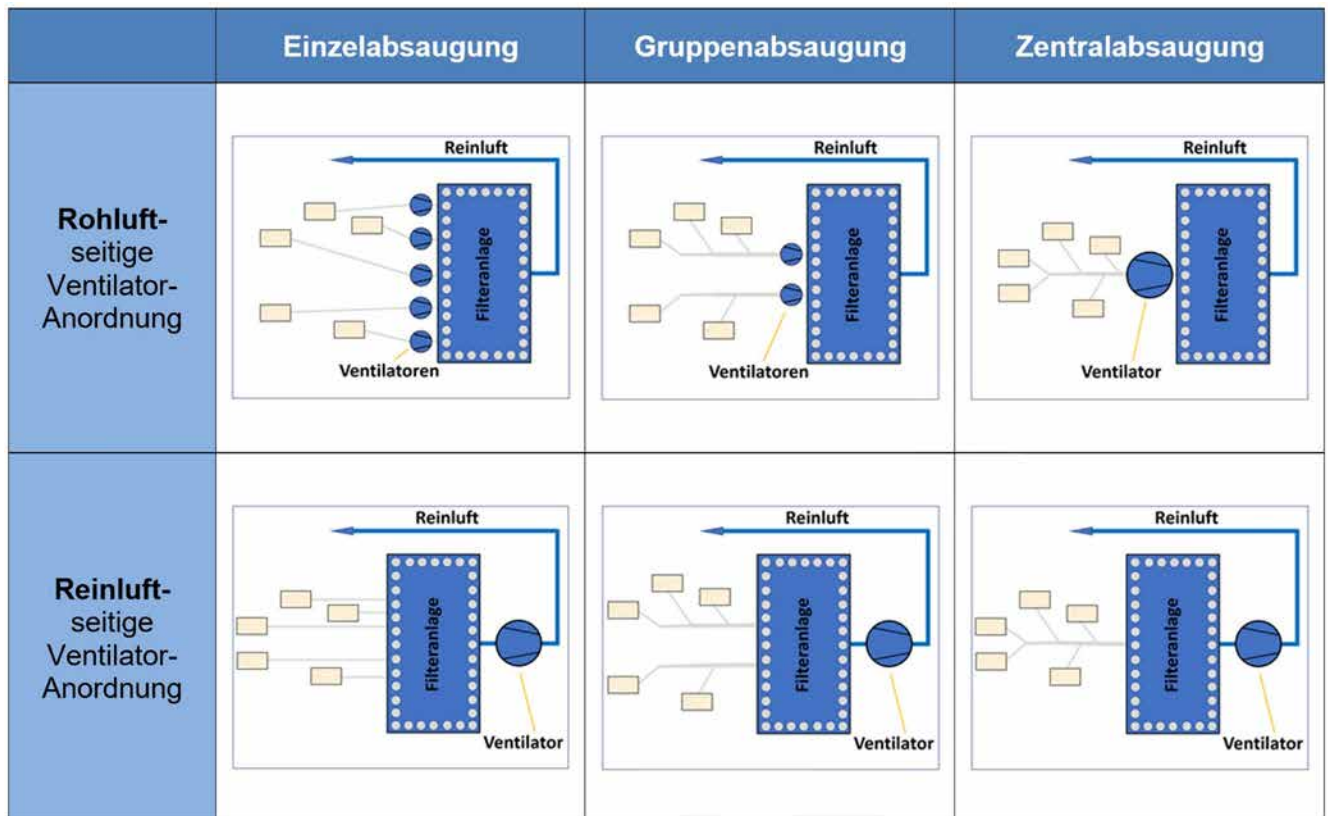 Einzelabsaugung
Gruppenabsaugung
Zentralabsaugung
Rohluft-
seitige
Ventilator-
Anordnung
Reinluft
Filteranlage
Ventilatoren
Reinluft
Filteranlage
Ventilatoren
Reinluft
Filteranlage
Ventilator
Reinluft-
seitige
Ventilator-
Anordnung
Reinluft
Filteranlage
Ventilator
Reinluft
Filteranlage
Ventilator
Reinluft
Filteranlage
Ventilator